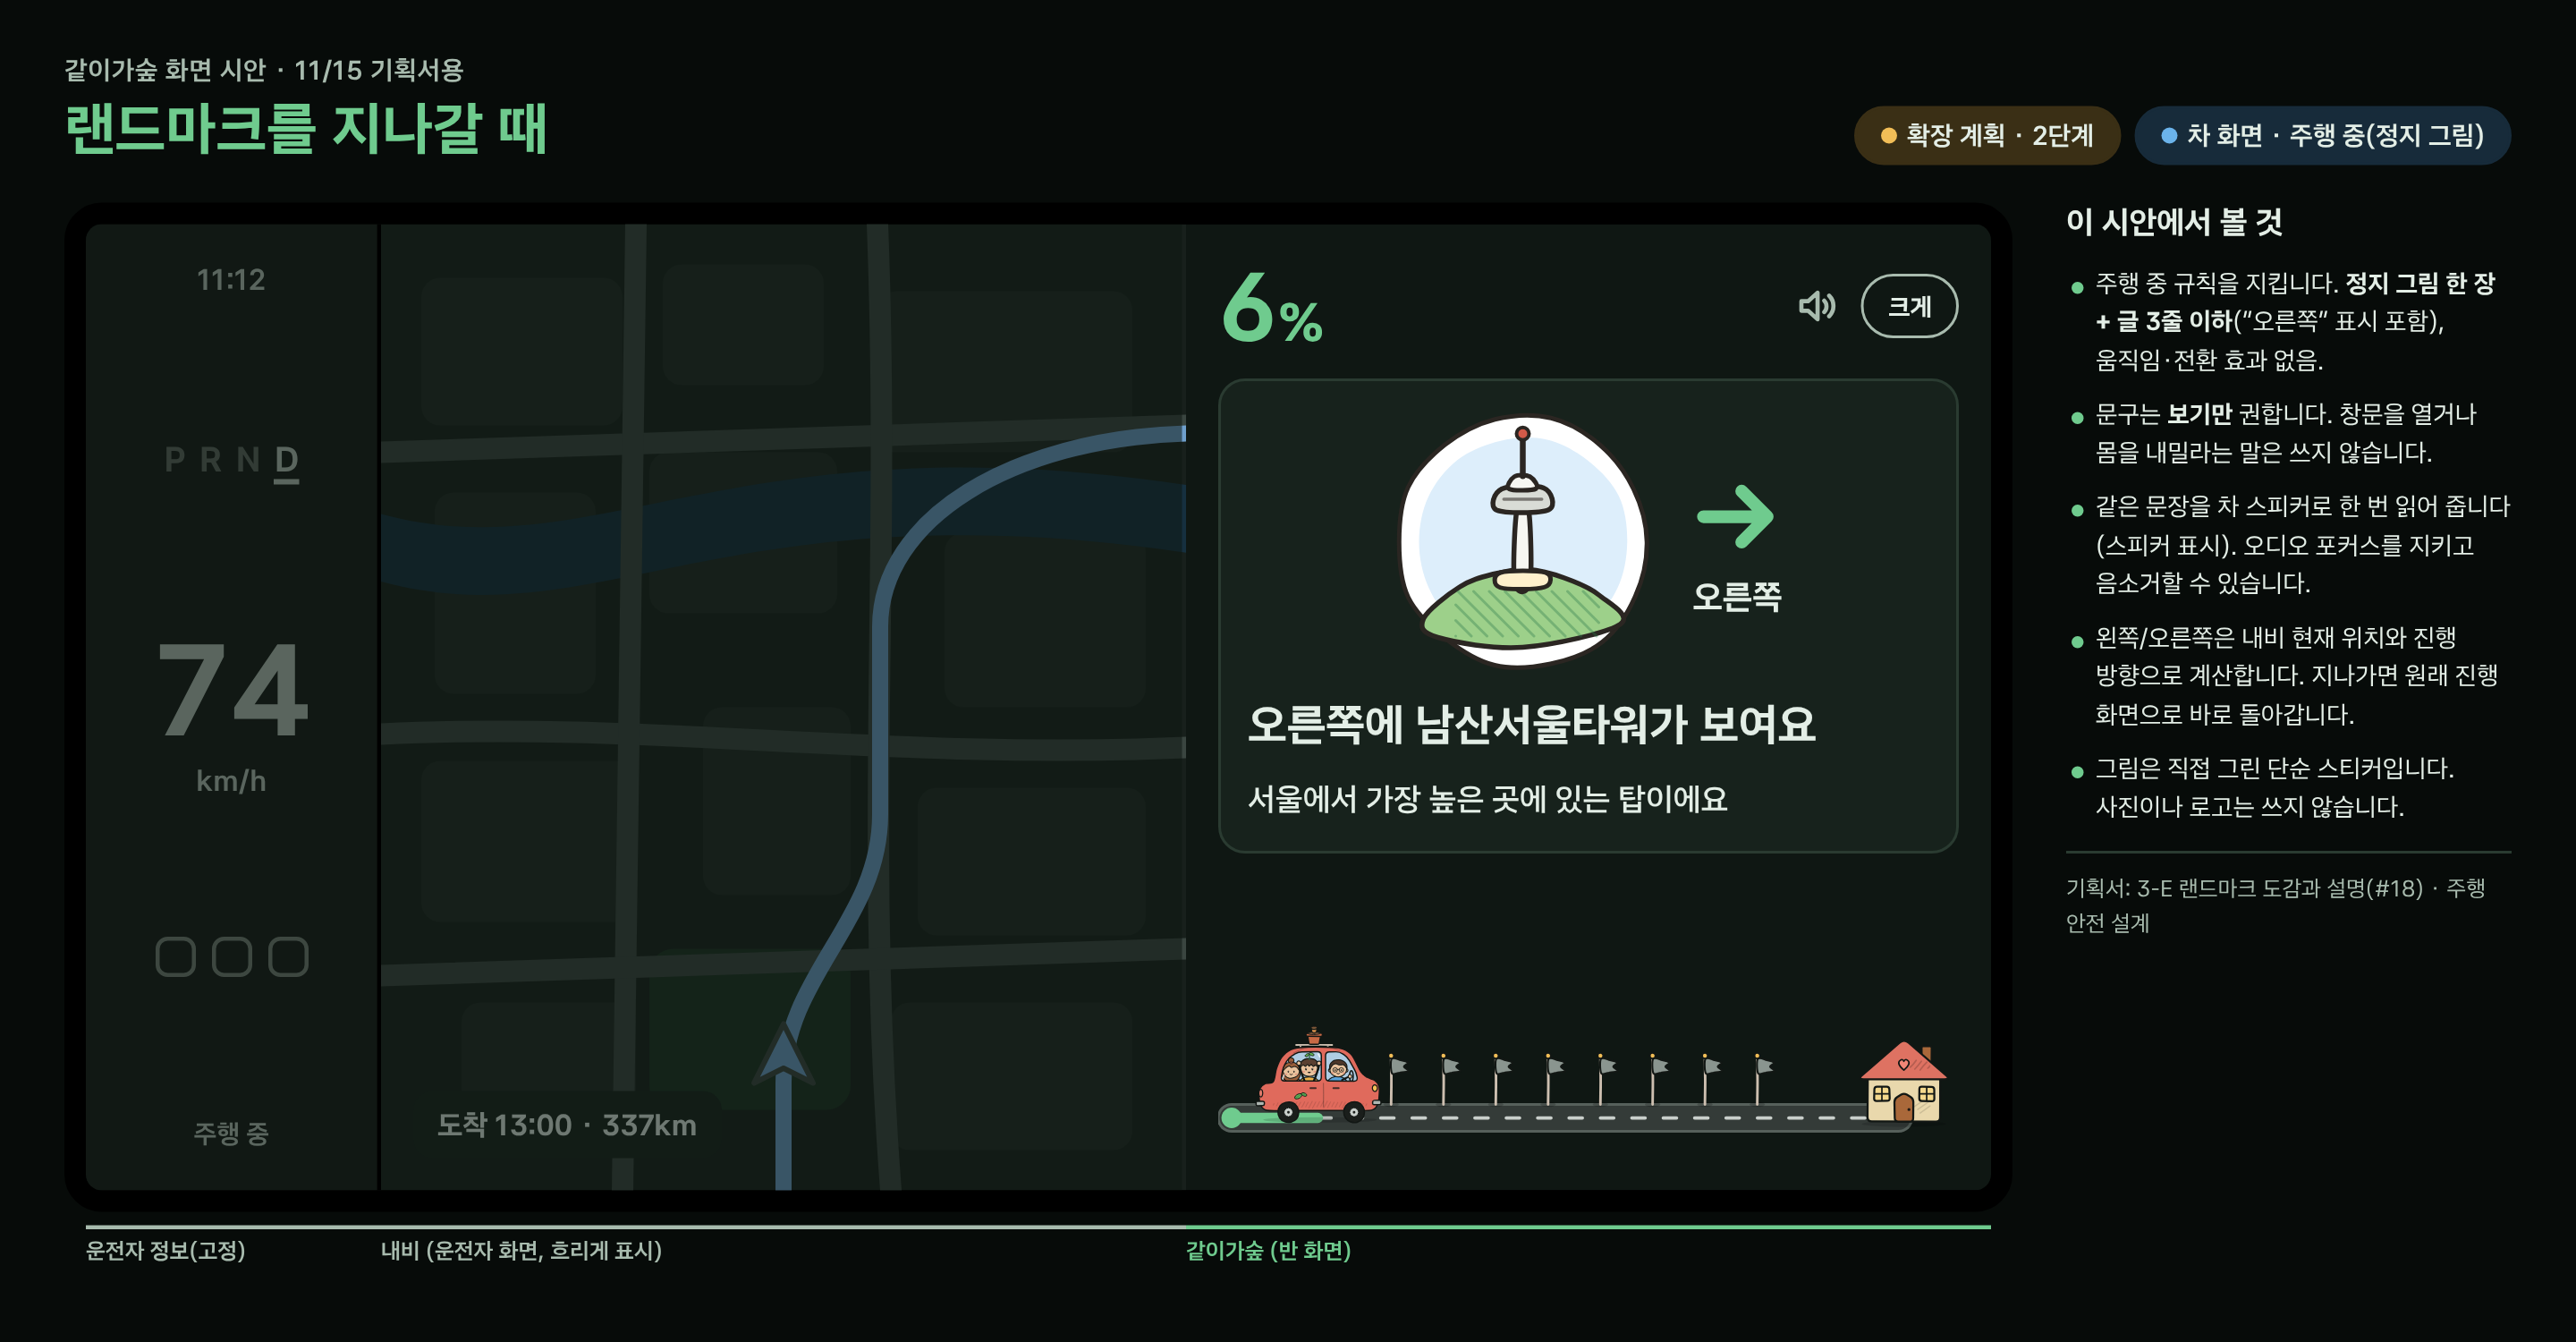 같이가숲 화면 시안 · 11/15 기획서용
랜드마크를 지나갈 때
확장 계획 · 2단계
차 화면 · 주행 중(정지 그림)
11:12
P R N D
74
km/h
주행 중
도착 13:00 · 337km
6%
크게
오른쪽
오른쪽에 남산서울타워가 보여요
서울에서 가장 높은 곳에 있는 탑이에요
운전자 정보(고정)
내비 (운전자 화면, 흐리게 표시)
같이가숲 (반 화면)
이 시안에서 볼 것
주행 중 규칙을 지킵니다. 정지 그림 한 장
+ 글 3줄 이하(“오른쪽” 표시 포함),
움직임·전환 효과 없음.
문구는 보기만 권합니다. 창문을 열거나
몸을 내밀라는 말은 쓰지 않습니다.
같은 문장을 차 스피커로 한 번 읽어 줍니다
(스피커 표시). 오디오 포커스를 지키고
음소거할 수 있습니다.
왼쪽/오른쪽은 내비 현재 위치와 진행
방향으로 계산합니다. 지나가면 원래 진행
화면으로 바로 돌아갑니다.
그림은 직접 그린 단순 스티커입니다.
사진이나 로고는 쓰지 않습니다.
기획서: 3-E 랜드마크 도감과 설명(#18) · 주행
안전 설계